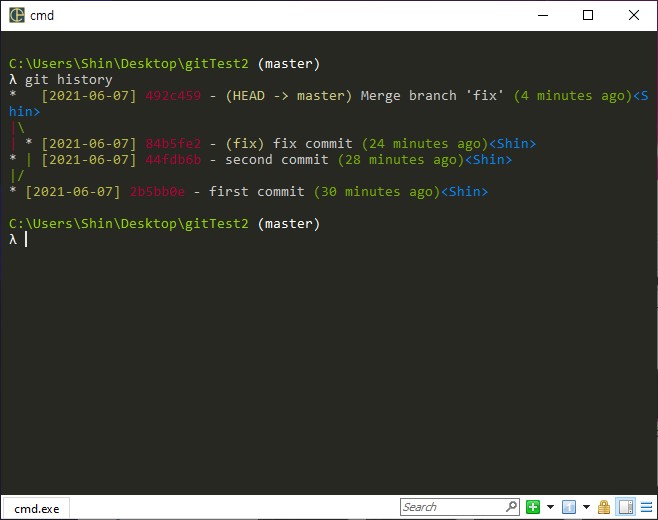 cmd
C:\Users\Shin\Desktop\gitTest2 (master)
λ git history
*   [2021-06-07] 492c459 - (HEAD -> master) Merge branch 'fix' (4 minutes ago)<S
hin>
|\
| * [2021-06-07] 84b5fe2 - (fix) fix commit (24 minutes ago)<Shin>
* | [2021-06-07] 44fdb6b - second commit (28 minutes ago)<Shin>
|/
* [2021-06-07] 2b5bb0e - first commit (30 minutes ago)<Shin>
C:\Users\Shin\Desktop\gitTest2 (master)
λ
cmd.exe
Search